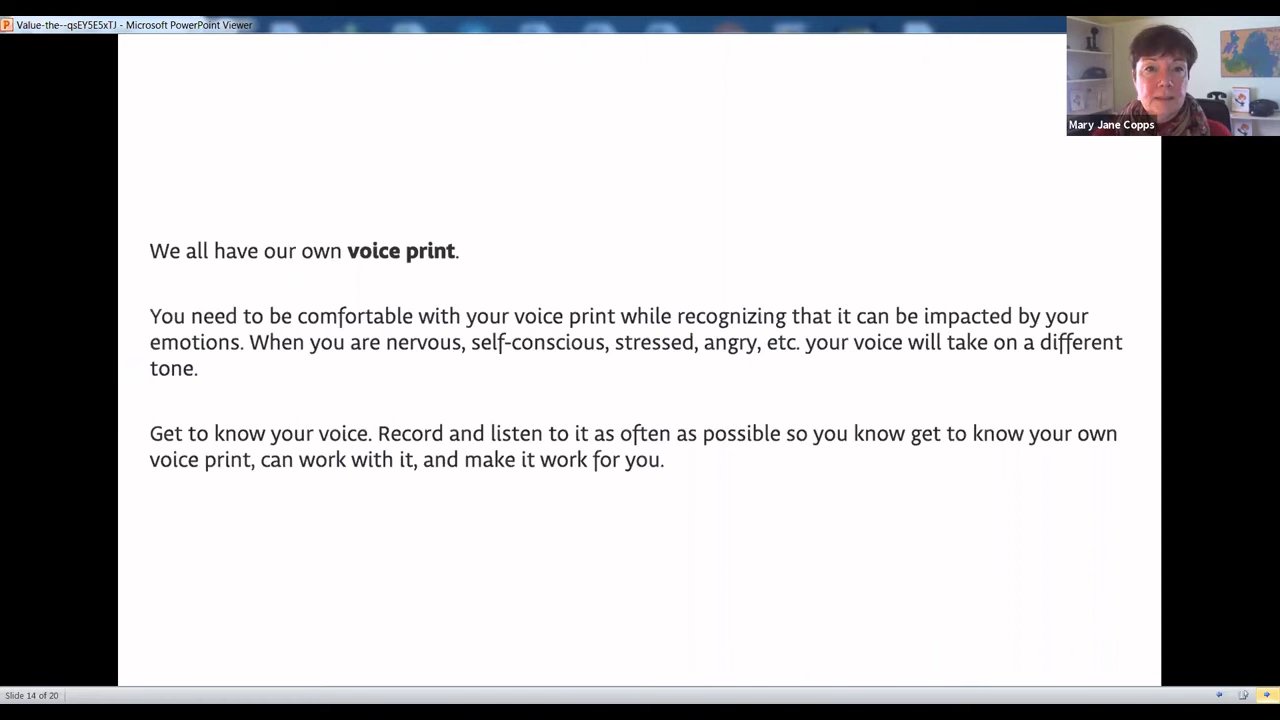 Value-the--qsEY5E5xTJ - Microsoft PowerPoint Viewer
Mary Jane Copps
We all have our own voice print.
You need to be comfortable with your voice print while recognizing that it can be impacted by your
emotions. When you are nervous, self-conscious, stressed, angry, etc. your voice will take on a different
tone.
Get to know your voice. Record and listen to it as often as possible so you know get to know your own
voice print, can work with it, and make it work for you.
Slide 14 of 20